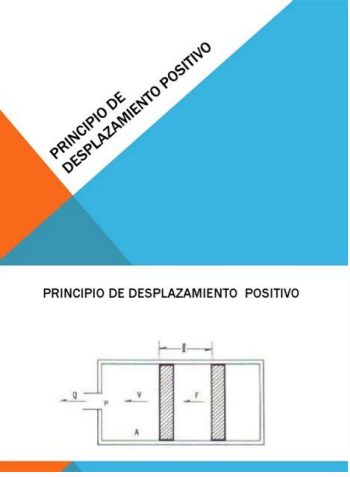 PRINCIPIO DE
DESPLAZAMIENTO POSITIVO
PRINCIPIO DE DESPLAZAMIENTO POSITIVO
Q
P
V
F
A